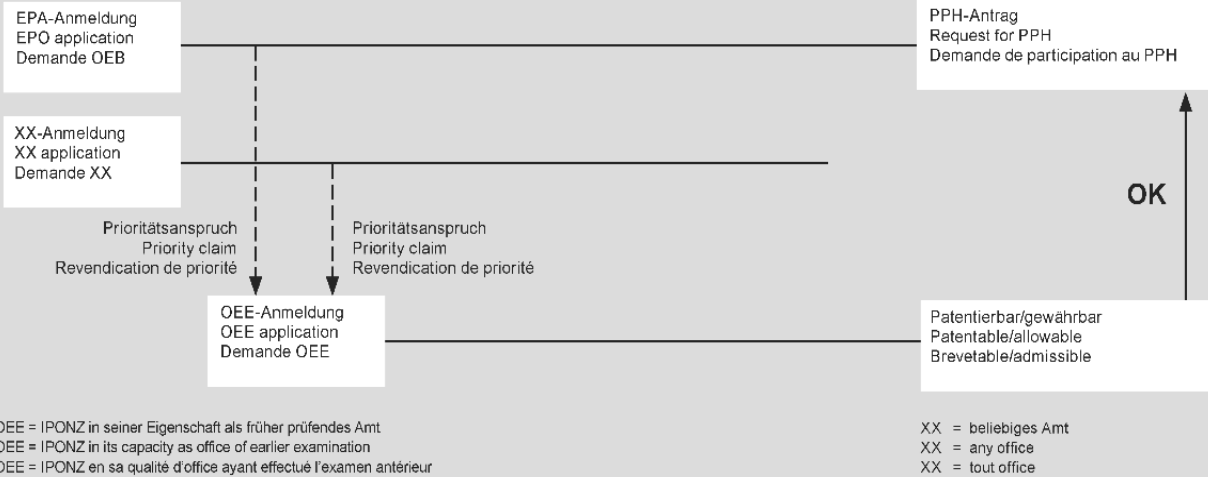 EPA-Anmeldung
EPO application
Demande OEB
PPH-Antrag
Request for PPH
Demande de participation au PPH
XX-Anmeldung
XX application
Demande XX
OK
Prioritätsanspruch
Priority claim
Revendication de priorité
Prioritätsanspruch
Priority claim
Revendication de priorité
OEE-Anmeldung
OEE application
Demande OEE
Patentierbar/gewährbar
Patentable/allowable
Brevetable/admissible
OEE = IPONZ in seiner Eigenschaft als früher prüfendes Amt
OEE = IPONZ in its capacity as office of earlier examination
OEE = IPONZ en sa qualité d'office ayant effectué l'examen antérieur
XX = beliebiges Amt
XX = any office
XX = tout office